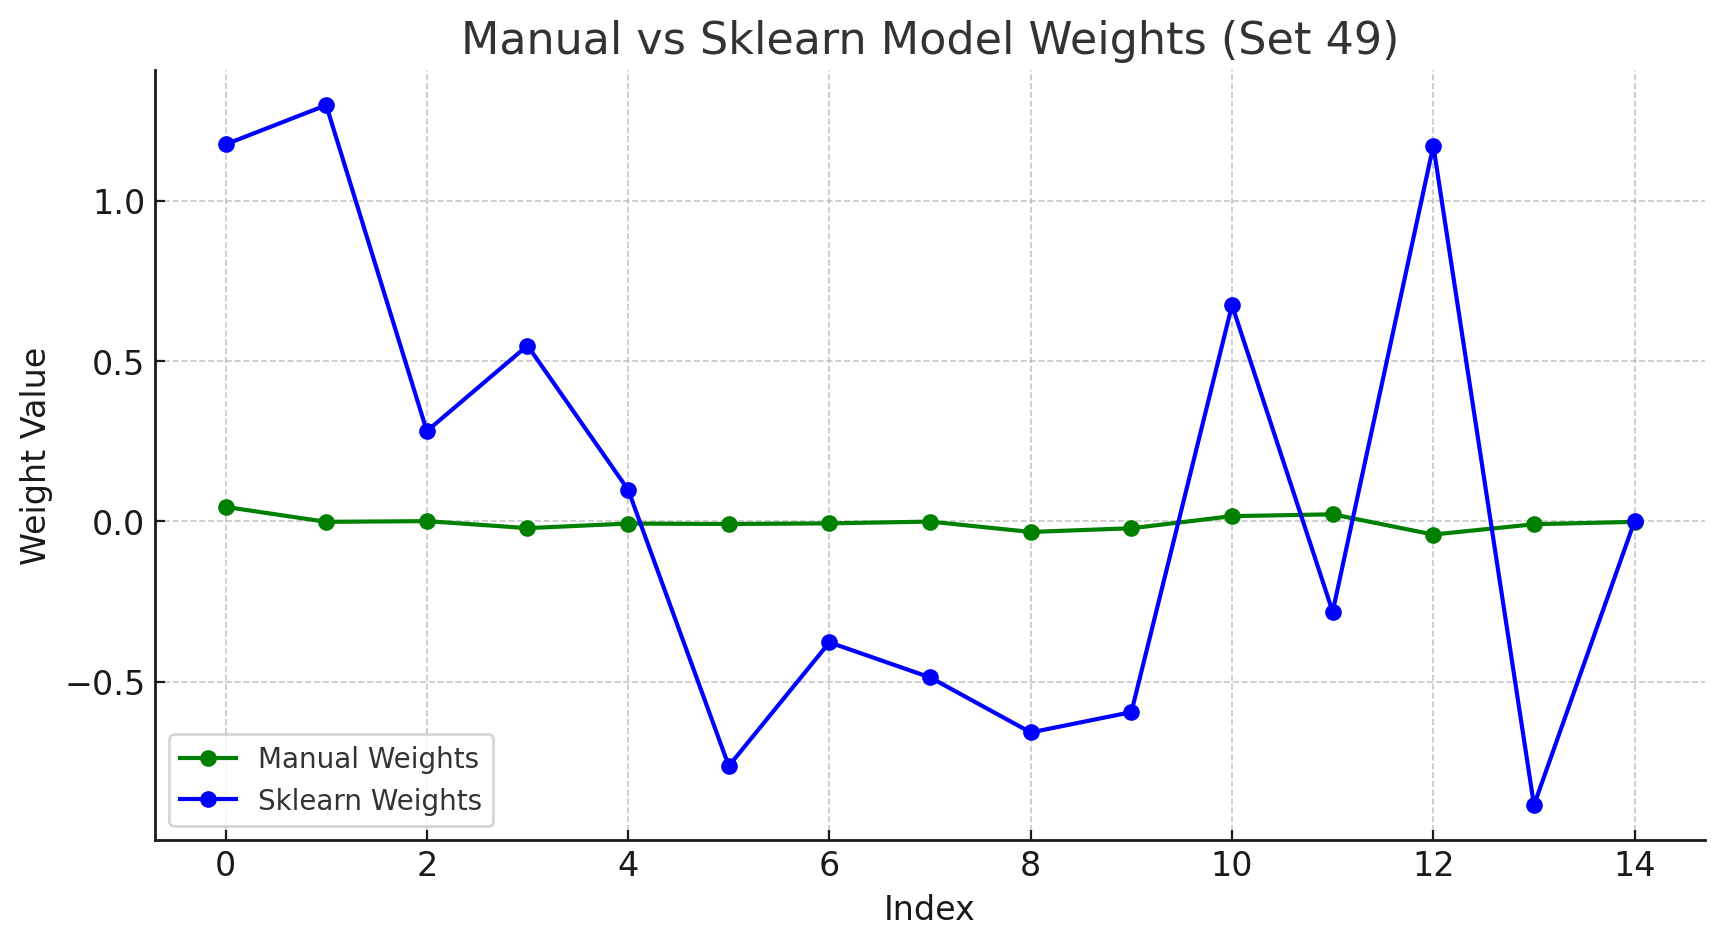 Manual vs Sklearn Model Weights (Set 49)
1.0
0.5
0.0
−0.5
Weight Value
Manual Weights
Sklearn Weights
0 2 4 6 8 10 12 14
Index